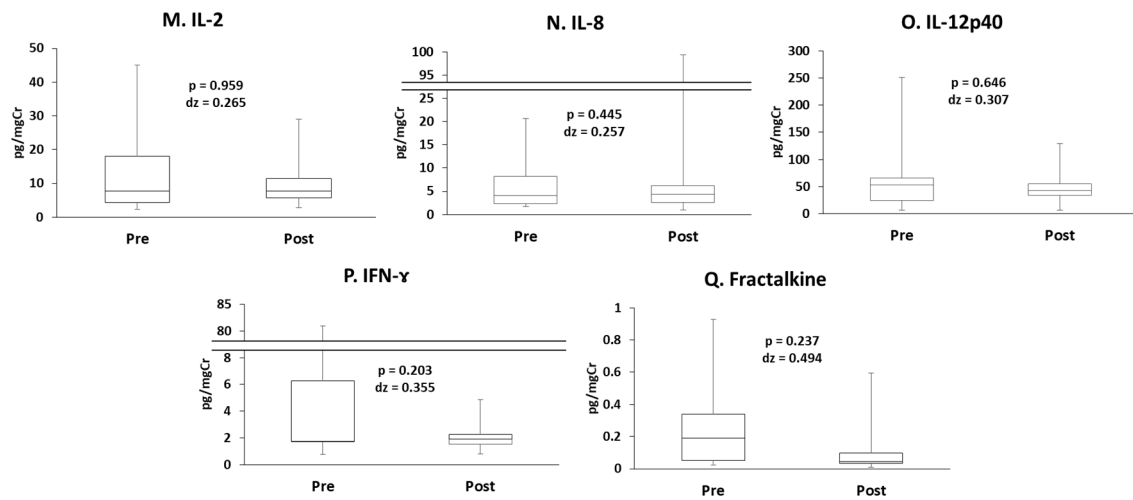 M. IL-2
50
40
30
20
10
0
pg/mgCr
p = 0.959
dz = 0.265
Pre
Post
N. IL-8
100
95
25
20
15
10
5
0
pg/mgCr
p = 0.445
dz = 0.257
Pre
Post
O. IL-12p40
300
250
200
150
100
50
0
pg/mgCr
p = 0.646
dz = 0.307
Pre
Post
P. IFN-ɤ
85
80
8
6
4
2
0
pg/mgCr
p = 0.203
dz = 0.355
Pre
Post
Q. Fractalkine
1
0.8
0.6
0.4
0.2
0
pg/mgCr
p = 0.237
dz = 0.494
Pre
Post